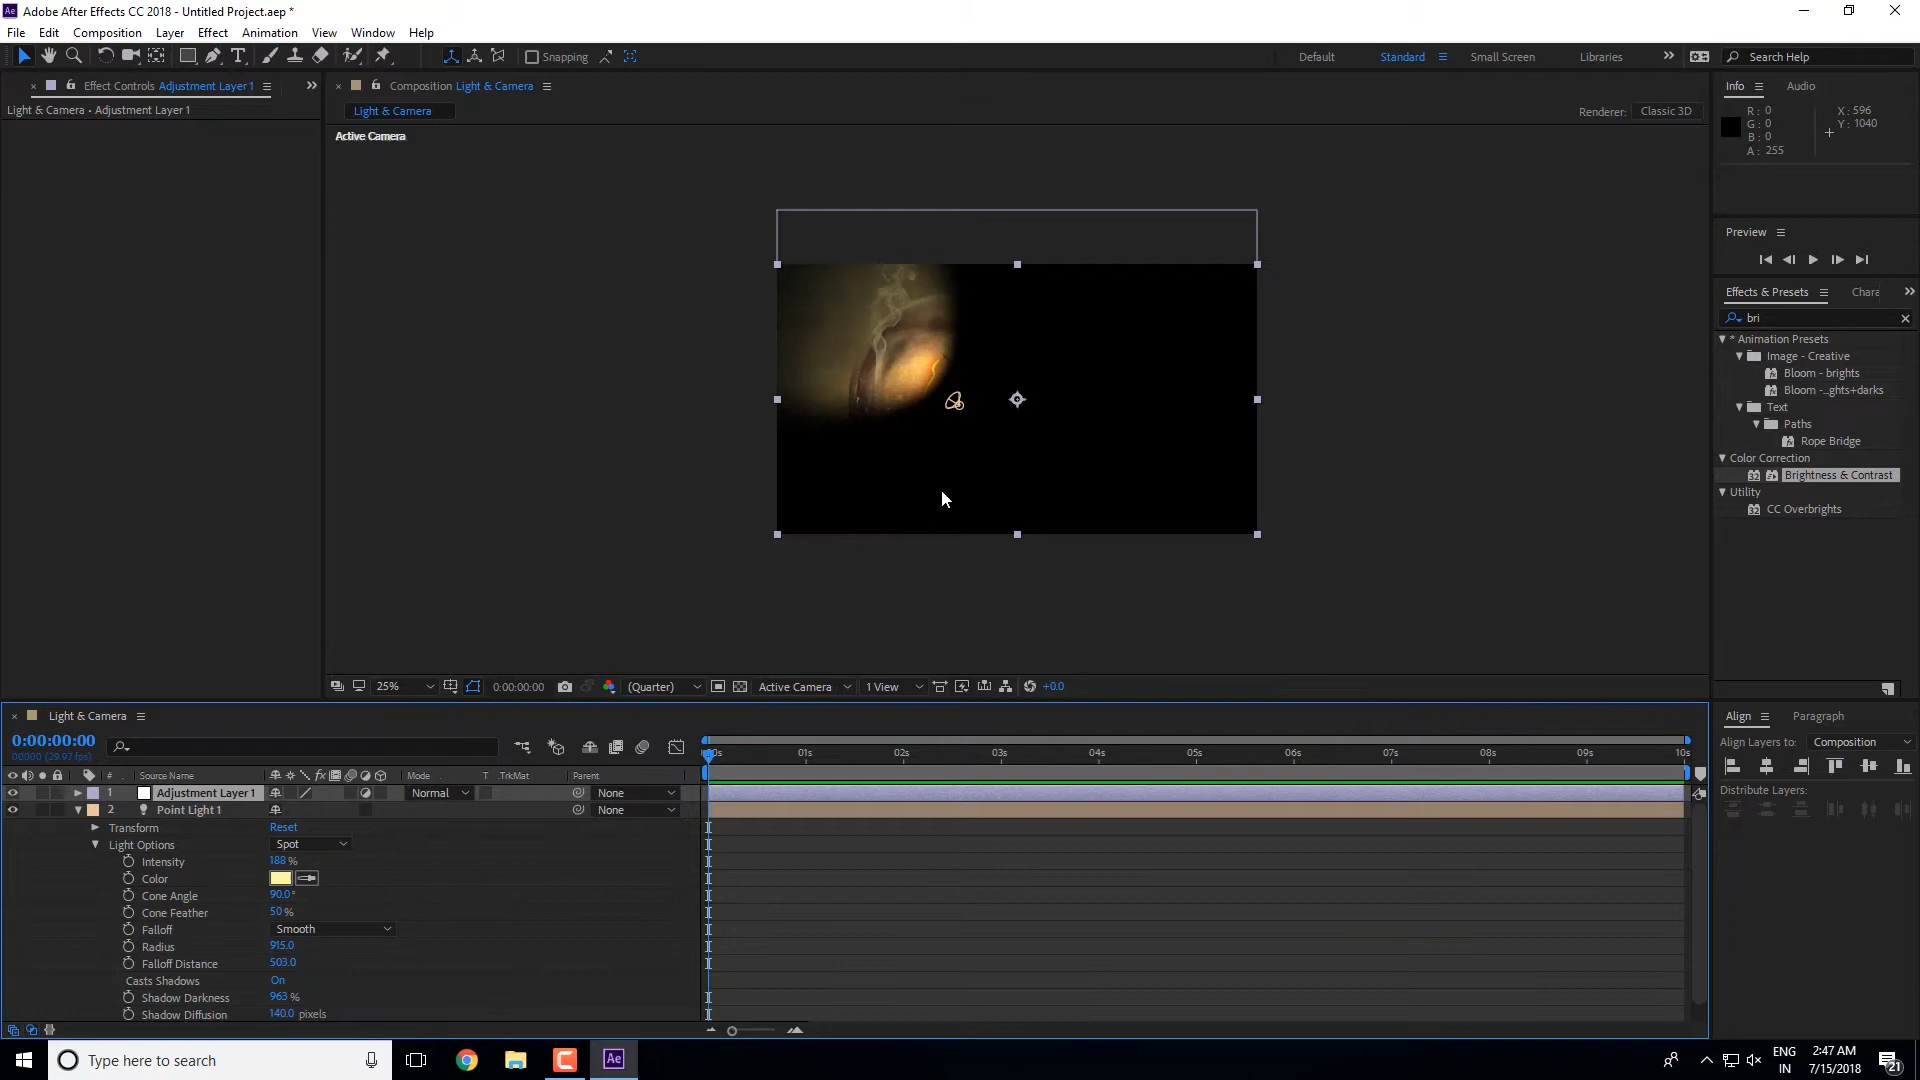 Adobe After Effects CC 2018 - Untitled Project.aep *
File Edit Composition Layer Effect Animation View Window Help
Snapping Default Standard Small Screen Libraries Search Help
Effect Controls Adjustment Layer 1
Composition Light & Camera
Info Audio
Light & Camera • Adjustment Layer 1
Light & Camera
Renderer: Classic 3D
Active Camera
R: 0
G: 0
B: 0
A: 255
X: 596
Y: 1040
Preview
Effects & Presets Chara
bri
* Animation Presets
Image - Creative
Bloom - brights
Bloom -...ghts+darks
Text
Paths
Rope Bridge
Color Correction
32 Brightness & Contrast
Utility
32 CC Overbrights
25% 0:00:00:00 (Quarter) Active Camera 1 View +0.0
Light & Camera
0:00:00:00
00000 (29.97 fps)
01s 02s 03s 04s 05s 06s 07s 08s 09s 10s
# Source Name Mode T .TrkMat Parent
1 Adjustment Layer 1 Normal None
2 Point Light 1 None
Transform Reset
Light Options Spot
Intensity 188 %
Color
Cone Angle 90.0°
Cone Feather 50 %
Falloff Smooth
Radius 915.0
Falloff Distance 503.0
Casts Shadows On
Shadow Darkness 963 %
Shadow Diffusion 140.0 pixels
Align Paragraph
Align Layers to: Composition
Distribute Layers:
Type here to search
Ae
ENG
IN
2:47 AM
7/15/2018
21